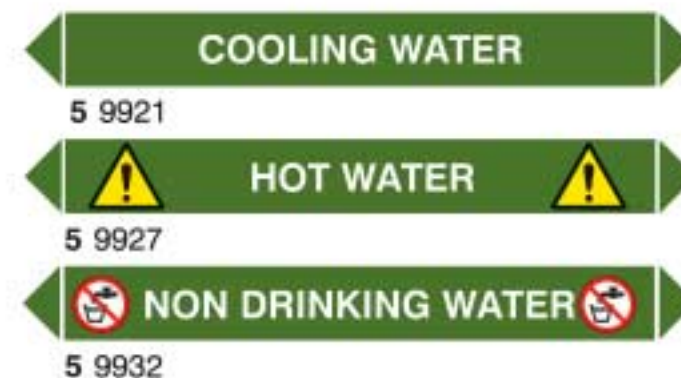 COOLING WATER
5 9921
HOT WATER
5 9927
NON DRINKING WATER
5 9932